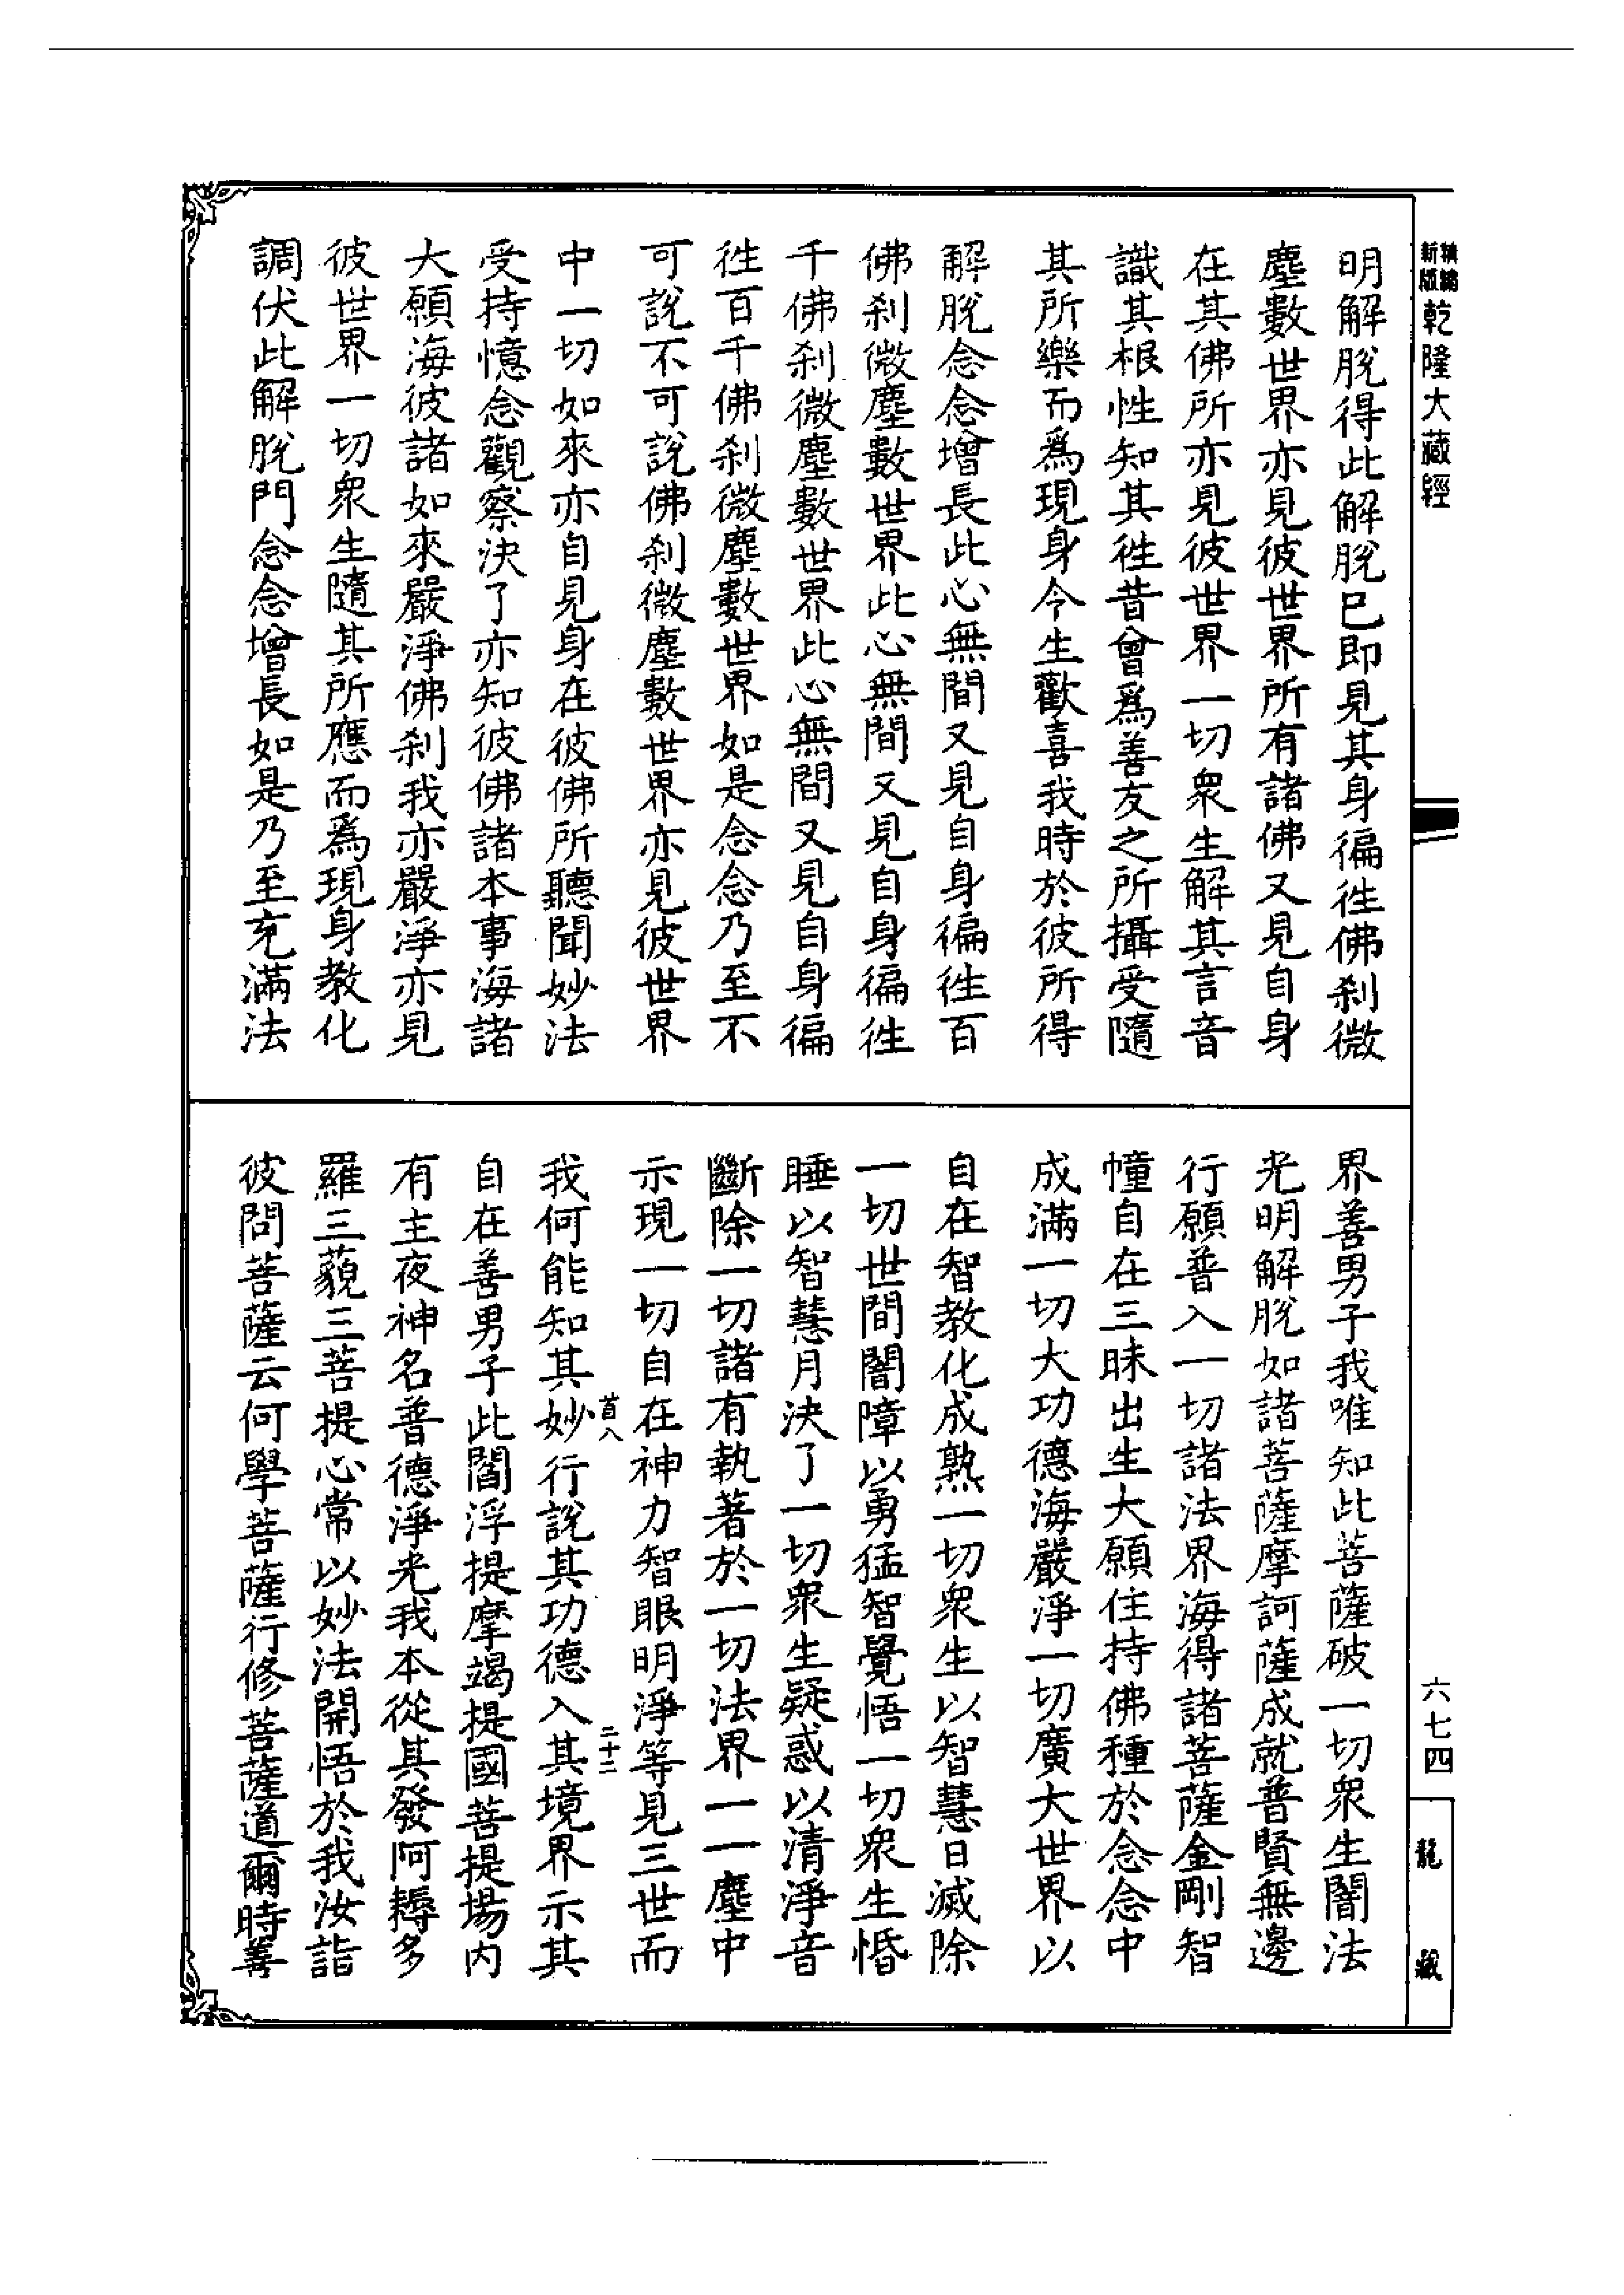 新版精縮
乾隆大藏經
明解脫得此解脫已即見其身徧徃佛刹微
塵數世界亦見彼世界所有諸佛又見自身
在其佛所亦見彼世界一切衆生解其言音
識其根性知其徃昔曾爲善友之所攝受隨
其所樂而爲現身令生歡喜我時於彼所得
解脫念念增長此心無間又見自身徧徃百
佛刹微塵數世界此心無間又見自身徧徃
千佛刹微塵數世界此心無間又見自身徧
徃百千佛刹微塵數世界如是念念乃至不
可說不可說佛刹微塵數世界亦見彼世界
中一切如來亦自見身在彼佛所聽聞妙法
受持憶念觀察決了亦知彼佛諸本事海諸
大願海彼諸如來嚴淨佛刹我亦嚴淨亦見
彼世界一切衆生隨其所應而爲現身教化
調伏此解脫門念念增長如是乃至充滿法
界善男子我唯知此菩薩破一切衆生闇法
光明解脫如諸菩薩摩訶薩成就普賢無邊
行願普入一切諸法界海得諸菩薩金剛智
幢自在三昧出生大願住持佛種於念念中
成滿一切大功德海嚴淨一切廣大世界以
自在智教化成熟一切衆生以智慧日滅除
一切世間闇障以勇猛智覺悟一切衆生惛
睡以智慧月決了一切衆生疑惑以清淨音
斷除一切諸有執著於一切法界一一塵中
示現一切自在神力智眼明淨等見三世而
首八
二十二
我何能知其妙行說其功德入其境界示其
自在善男子此閻浮提摩竭提國菩提場内
有主夜神名普德淨光我本從其發阿耨多
羅三藐三菩提心常以妙法開悟於我汝詣
彼問菩薩云何學菩薩行修菩薩道爾時善
六七四
龍藏